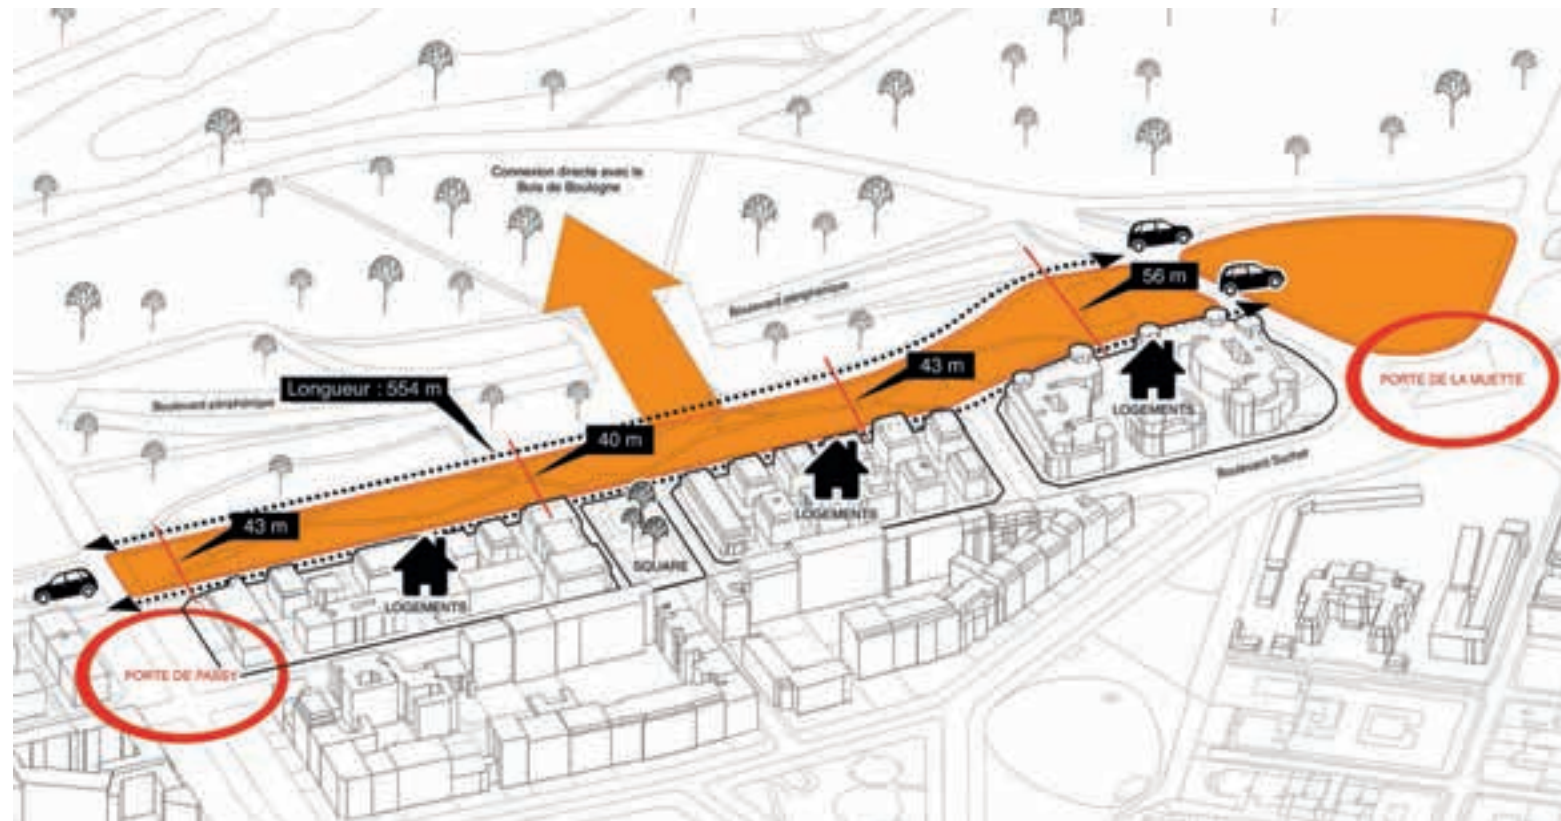 Connexion directe avec le
Bois de Boulogne
56 m
Boulevard périphérique
43 m
PORTE DE LA MUETTE
Longueur : 554 m
LOGEMENTS
Boulevard périphérique
40 m
Boulevard Suchet
43 m
LOGEMENTS
SQUARE
LOGEMENTS
PORTE DE PASSY